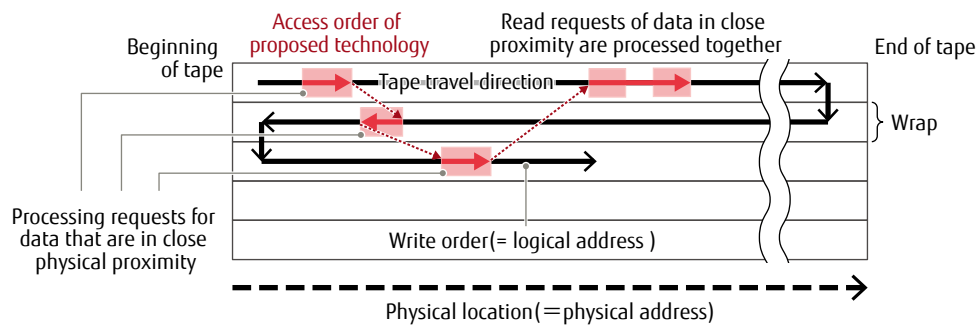 Access order of
proposed technology
Read requests of data in close
proximity are processed together
Beginning
of tape
End of tape
Tape travel direction
Wrap
Processing requests for
data that are in close
physical proximity
Write order(= logical address )
Physical location(=physical address)